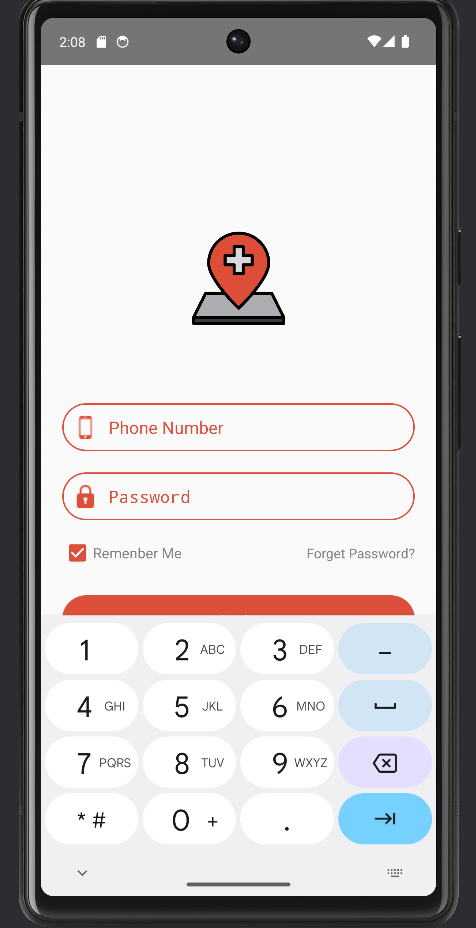 2:08
Phone Number
Password
Remenber Me Forget Password?
1 2 ABC 3 DEF –
4 GHI 5 JKL 6 MNO
7 PQRS 8 TUV 9 WXYZ
* # 0 + .